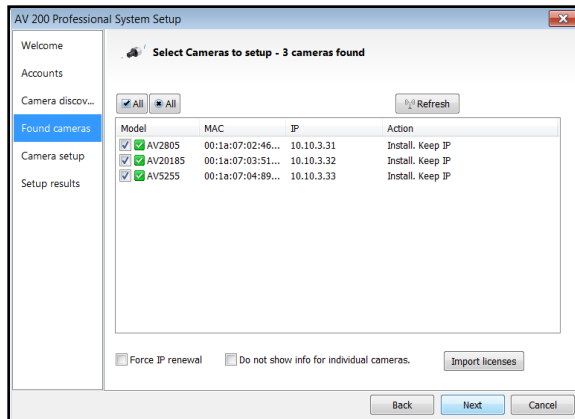 AV 200 Professional System Setup
Welcome
Accounts
Camera discov...
Found cameras
Camera setup
Setup results
Select Cameras to setup - 3 cameras found
All All Refresh
Model MAC IP Action
AV2805 00:1a:07:02:46... 10.10.3.31 Install. Keep IP
AV20185 00:1a:07:03:51... 10.10.3.32 Install. Keep IP
AV5255 00:1a:07:04:89... 10.10.3.33 Install. Keep IP
Force IP renewal Do not show info for individual cameras. Import licenses
Back Next Cancel